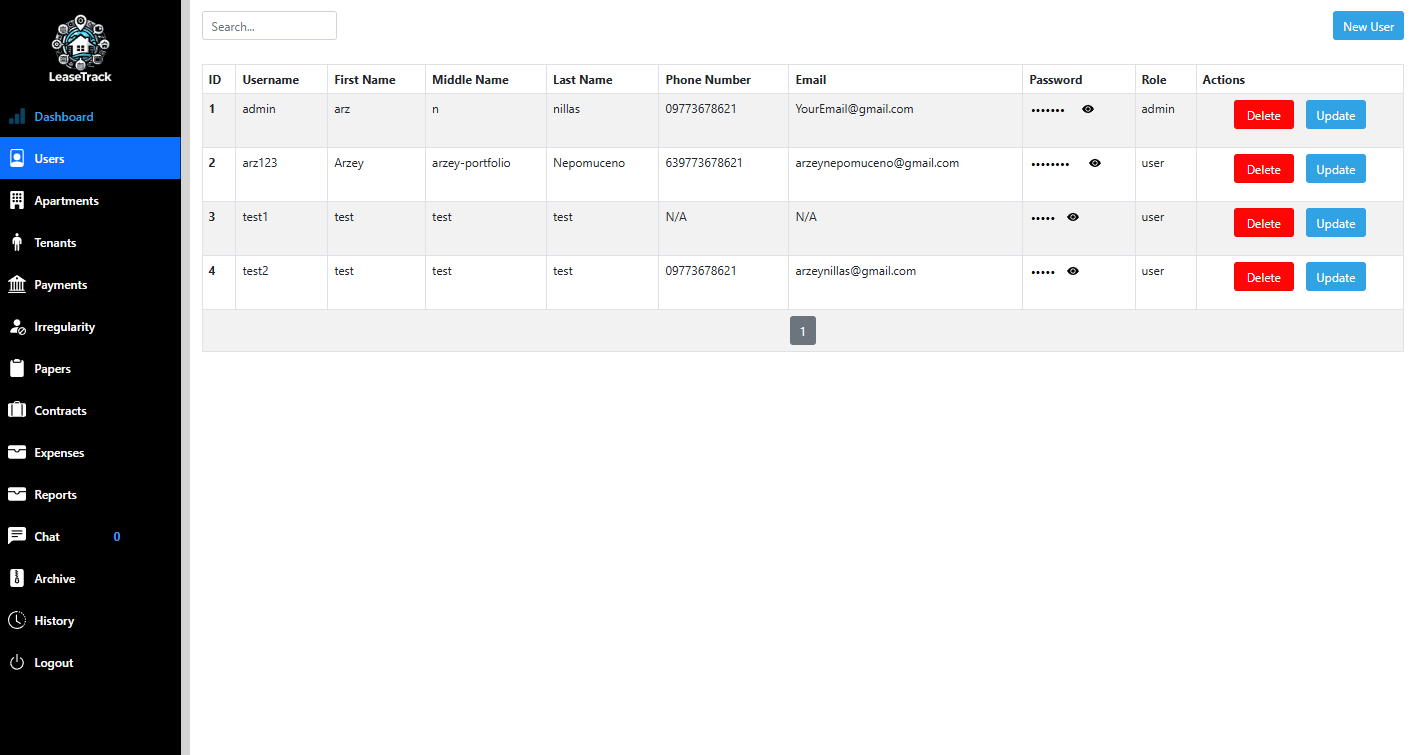 LeaseTrack
Dashboard
Users
Apartments
Tenants
Payments
Irregularity
Papers
Contracts
Expenses
Reports
Chat 0
Archive
History
Logout
Search... New User
ID Username First Name Middle Name Last Name Phone Number Email Password Role Actions
1 admin arz n nillas 09773678621 YourEmail@gmail.com ••••••• admin Delete Update
2 arz123 Arzey arzey-portfolio Nepomuceno 639773678621 arzeynepomuceno@gmail.com •••••••• user Delete Update
3 test1 test test test N/A N/A ••••• user Delete Update
4 test2 test test test 09773678621 arzeynillas@gmail.com ••••• user Delete Update
1